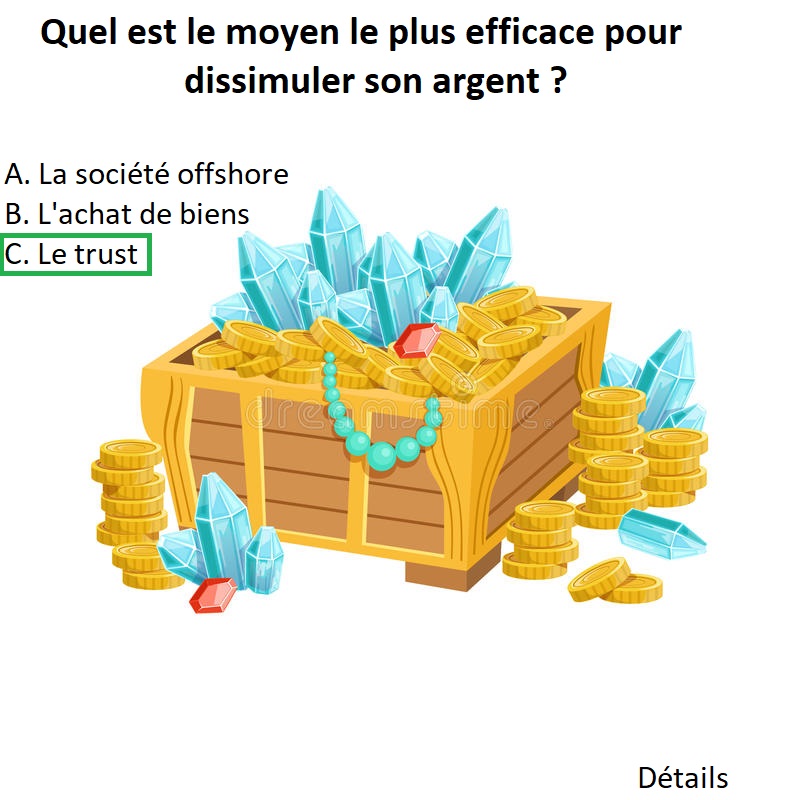 Quel est le moyen le plus efficace pour
dissimuler son argent ?
A. La société offshore
B. L'achat de biens
C. Le trust
dreamstime.
Détails